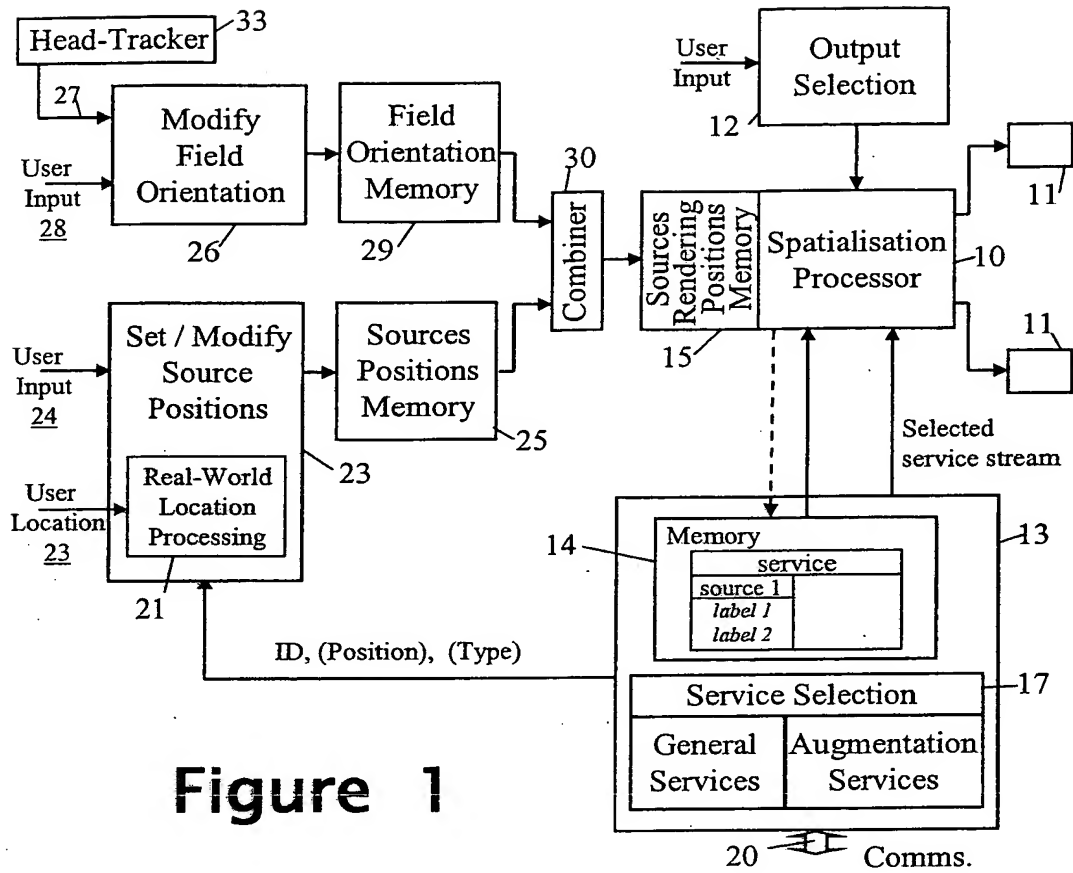 Head-Tracker
33
27
Modify
Field
Orientation
User
Input
28
26
Field
Orientation
Memory
29
30
Combiner
User
Input
12
Output
Selection
Sources
Rendering
Positions
Memory
15
Spatialisation
Processor
10
11
11
User
Input
24
Set / Modify
Source
Positions
23
Sources
Positions
Memory
25
User
Location
23
Real-World
Location
Processing
21
Selected
service stream
13
14
Memory
service
source 1
label 1
label 2
ID, (Position), (Type)
17
Service Selection
General
Services
Augmentation
Services
20
Comms.
Figure 1